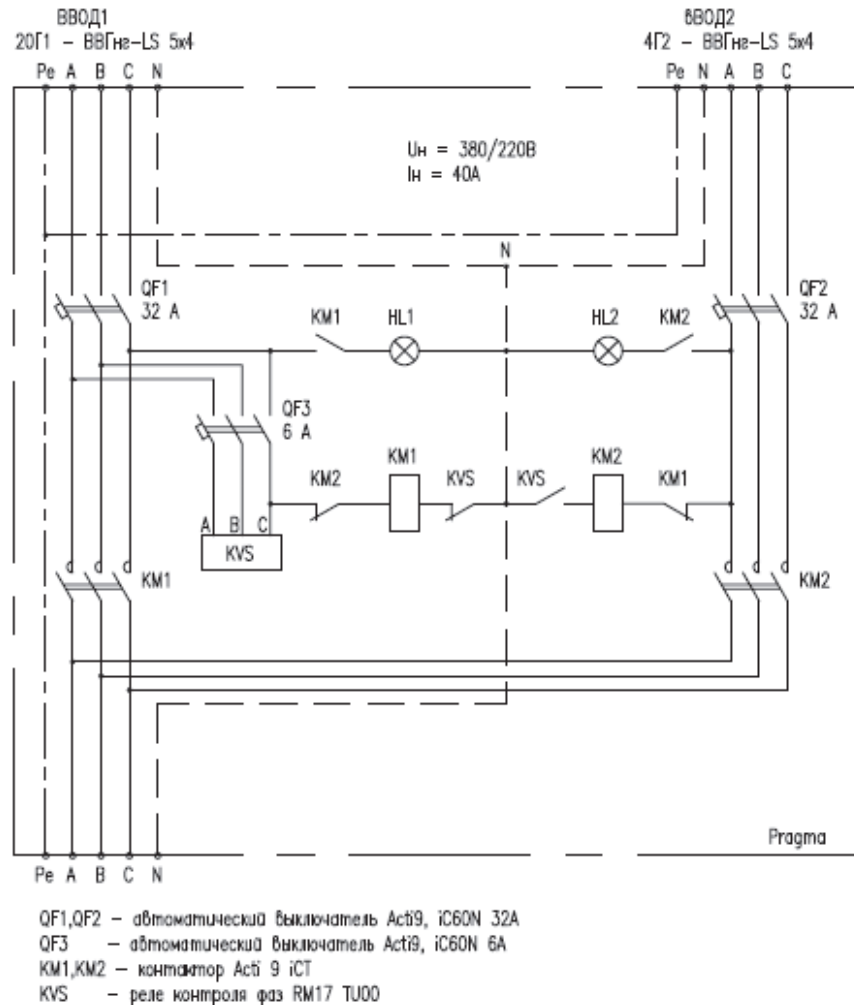 ВВОД1
20Г1 – ВВГнг-LS 5х4
Pe A B C N
вВОД2
4Г2 – ВВГнг-LS 5х4
Pe N A B C
Uн = 380/220В
Iн = 40А
N
QF1
32 А
KM1 HL1 HL2 KM2
QF2
32 А
QF3
6 А
KM2 KM1 KVS KVS KM2 KM1
A B C
KVS
KM1
KM2
Pragma
Pe A B C N
QF1,QF2 – автоматический выключатель Acti9, iC60N 32A
QF3 – автоматический выключатель Acti9, iC60N 6A
KM1,KM2 – контактор Acti 9 iCT
KVS – реле контроля фаз RM17 TU00